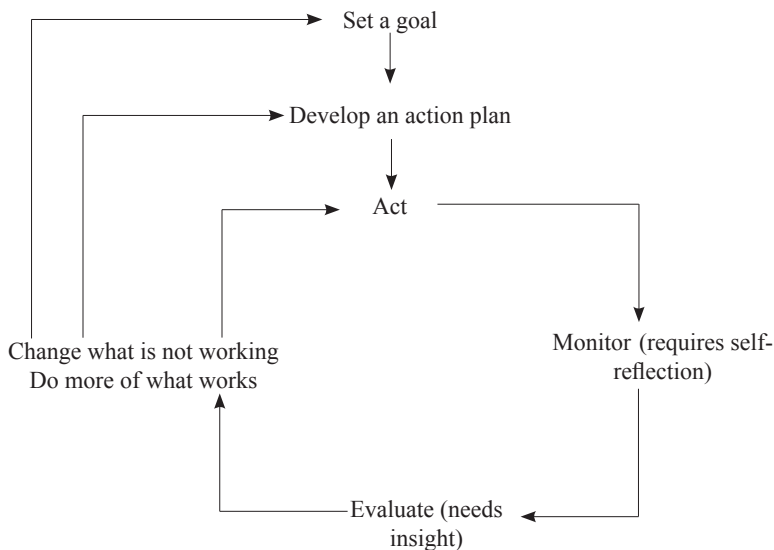 Set a goal
Develop an action plan
Act
Monitor (requires self-
reflection)
Change what is not working
Do more of what works
Evaluate (needs
insight)